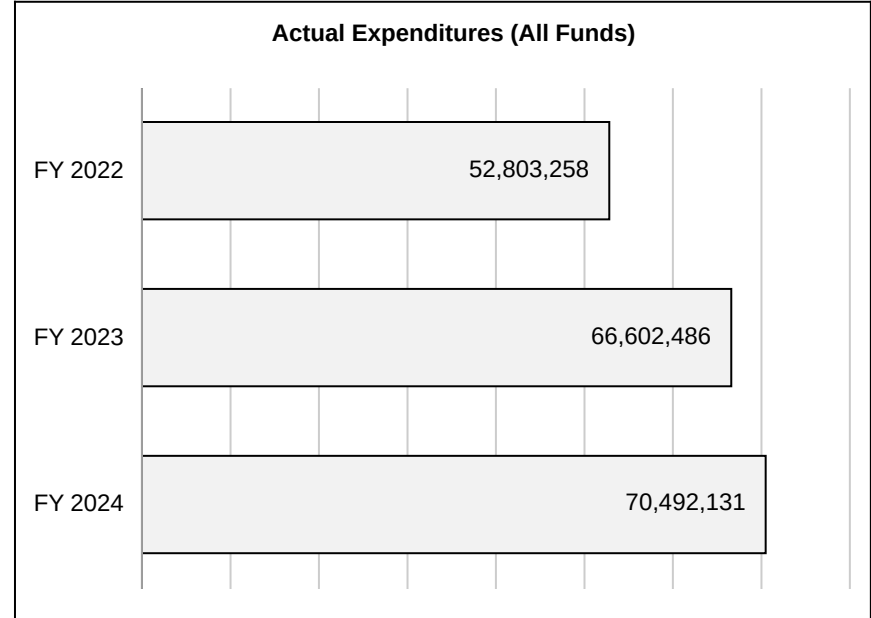 Actual Expenditures (All Funds)
FY 2022
52,803,258
FY 2023
66,602,486
FY 2024
70,492,131